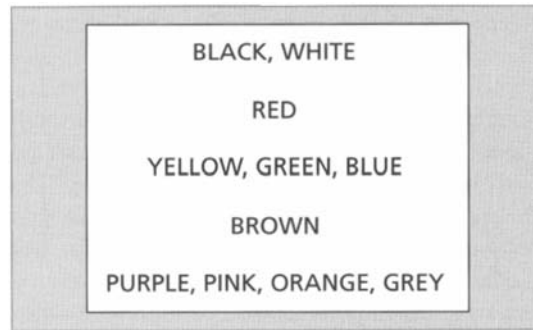 BLACK, WHITE
RED
YELLOW, GREEN, BLUE
BROWN
PURPLE, PINK, ORANGE, GREY